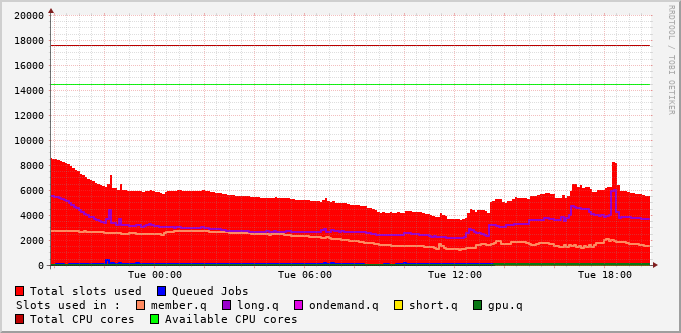 20000
18000
16000
14000
12000
10000
8000
6000
4000
2000
0
Tue 00:00 Tue 06:00 Tue 12:00 Tue 18:00
RRDTOOL / TOBI OETIKER
Total slots used Queued Jobs
Slots used in : member.q long.q ondemand.q short.q gpu.q
Total CPU cores Available CPU cores